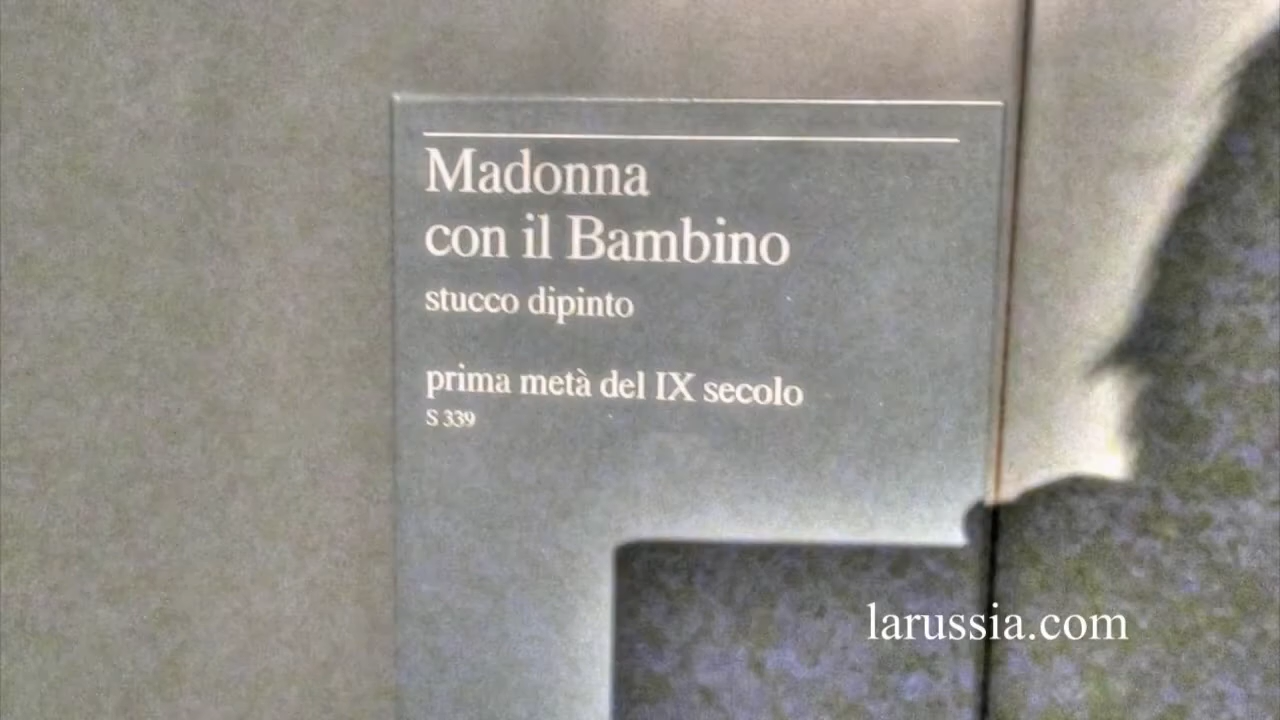 Madonna
con il Bambino
stucco dipinto
prima metà del IX secolo
S 339
larussia.com